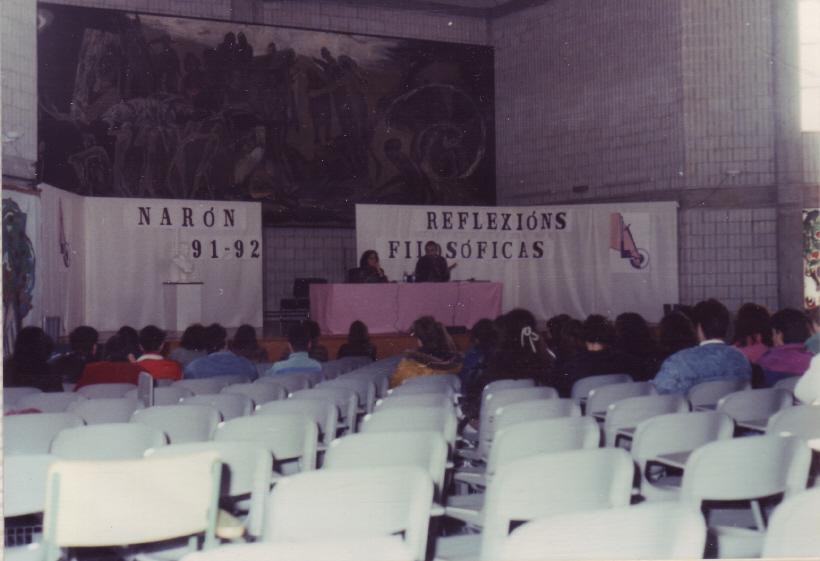 NARÓN
91-92
REFLEXIÓNS
FILOSÓFICAS